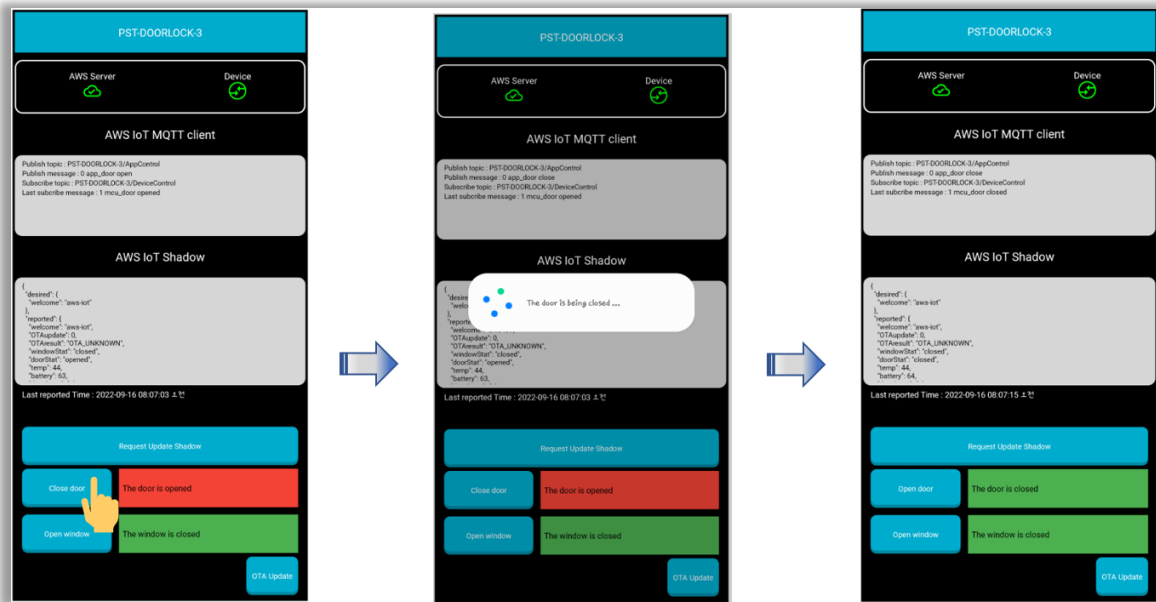 PST-DOORLOCK-3
AWS Server
Device
AWS IoT MQTT client
Publish topic : PST-DOORLOCK-3/AppControl
Publish message : 0 app_door open
Subscribe topic : PST-DOORLOCK-3/DeviceControl
Last subcribe message : 1 mcu_door opened
AWS IoT Shadow
{
"desired": {
"welcome": "aws-iot"
},
"reported": {
"welcome": "aws-iot",
"OTAupdate": 0,
"OTAresult": "OTA_UNKNOWN",
"windowStat": "closed",
"doorStat": "opened",
"temp": 44,
"battery": 63,
Last reported Time : 2022-09-16 08:07:03 오전
Request Update Shadow
Close door
The door is opened
Open window
The window is closed
OTA Update
PST-DOORLOCK-3
AWS Server
Device
AWS IoT MQTT client
Publish topic : PST-DOORLOCK-3/AppControl
Publish message : 0 app_door close
Subscribe topic : PST-DOORLOCK-3/DeviceControl
Last subcribe message : 1 mcu_door opened
AWS IoT Shadow
{
The door is being closed ...
"OTAupdate": 0,
"OTAresult": "OTA_UNKNOWN",
"windowStat": "closed",
"doorStat": "opened",
"temp": 44,
"battery": 63,
Last reported Time : 2022-09-16 08:07:03 오전
Request Update Shadow
Close door
The door is opened
Open window
The window is closed
OTA Update
PST-DOORLOCK-3
AWS Server
Device
AWS IoT MQTT client
Publish topic : PST-DOORLOCK-3/AppControl
Publish message : 0 app_door close
Subscribe topic : PST-DOORLOCK-3/DeviceControl
Last subcribe message : 1 mcu_door closed
AWS IoT Shadow
{
"desired": {
"welcome": "aws-iot"
},
"reported": {
"welcome": "aws-iot",
"OTAupdate": 0,
"OTAresult": "OTA_UNKNOWN",
"windowStat": "closed",
"doorStat": "closed",
"temp": 44,
"battery": 64,
Last reported Time : 2022-09-16 08:07:15 오전
Request Update Shadow
Open door
The door is closed
Open window
The window is closed
OTA Update